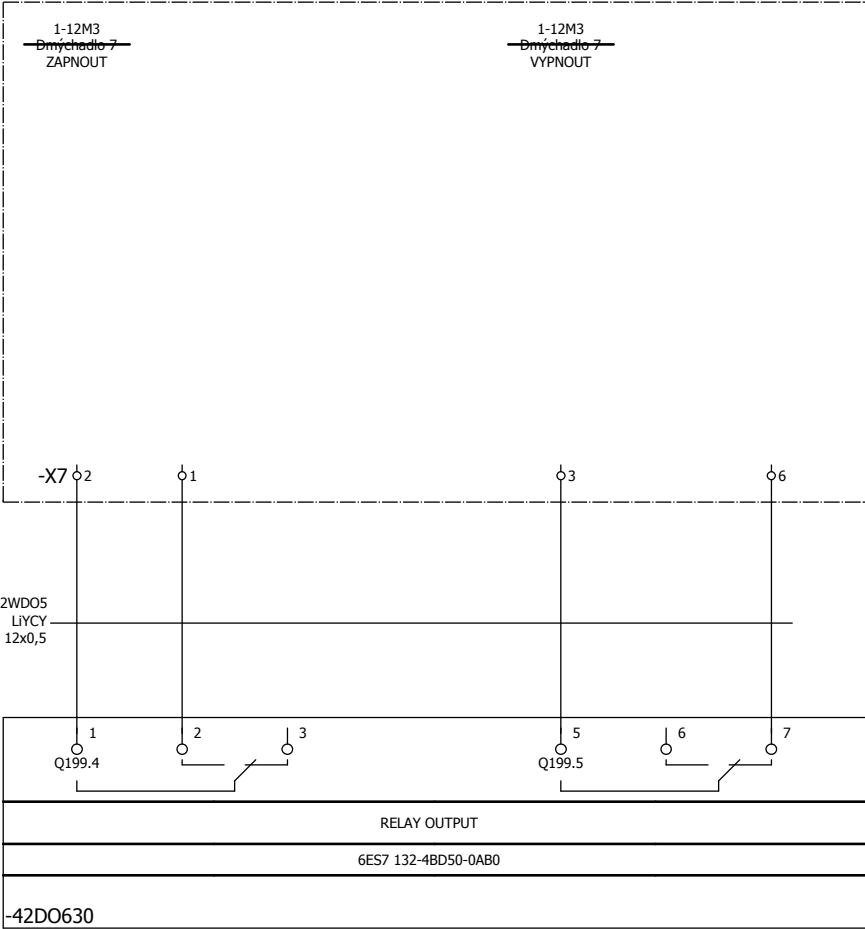 1-12M3
Dmýchadlo 7
ZAPNOUT
1-12M3
Dmýchadlo 7
VYPNOUT
-X7 2 1 3 6
2WDO5
LiYCY
12x0,5
1 2 3 5 6 7
Q199.4 Q199.5
RELAY OUTPUT
6ES7 132-4BD50-0AB0
-42DO630